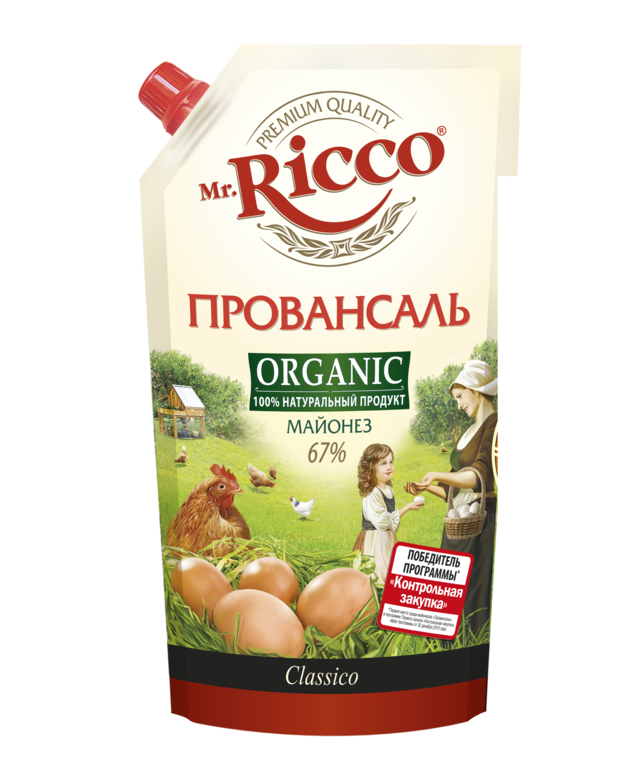 PREMIUM QUALITY
Mr. Ricco®
ПРОВАНСАЛЬ
ORGANIC
100% НАТУРАЛЬНЫЙ ПРОДУКТ
МАЙОНЕЗ
67%
ПОБЕДИТЕЛЬ
ПРОГРАММЫ*
«Контрольная
закупка»
Classico